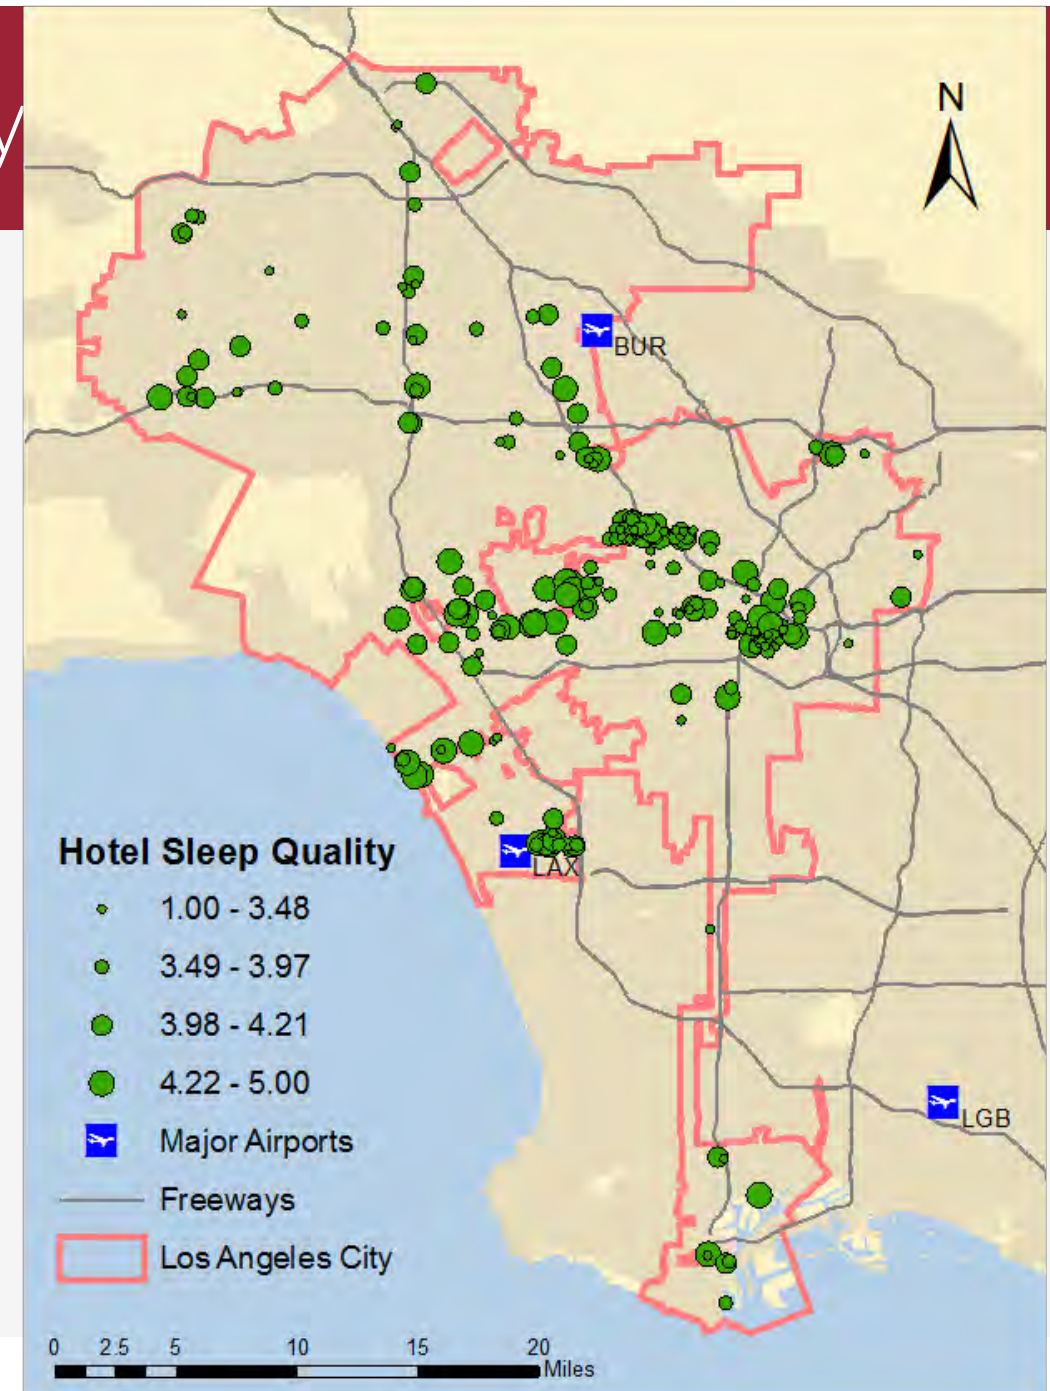 y
N
BUR
LAX
LGB
Hotel Sleep Quality
1.00 - 3.48
3.49 - 3.97
3.98 - 4.21
4.22 - 5.00
Major Airports
Freeways
Los Angeles City
0 2.5 5 10 15 20
Miles